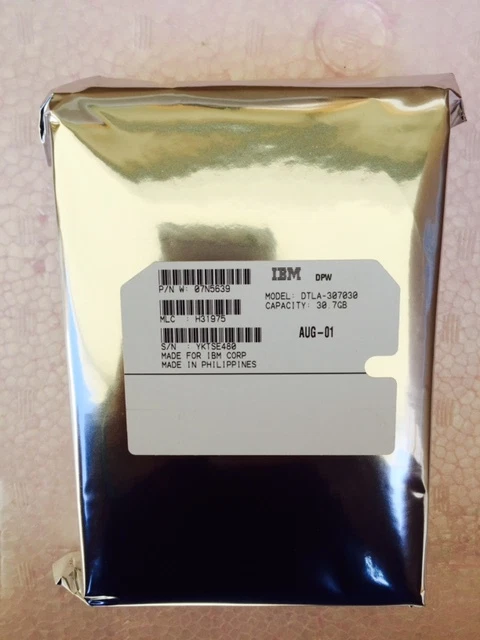 IBM DPW
P/N W: 07N5639
MODEL: DTLA-307030
CAPACITY: 30.7GB
MLC : H31975
AUG-01
S/N : YKTSE480
MADE FOR IBM CORP
MADE IN PHILIPPINES